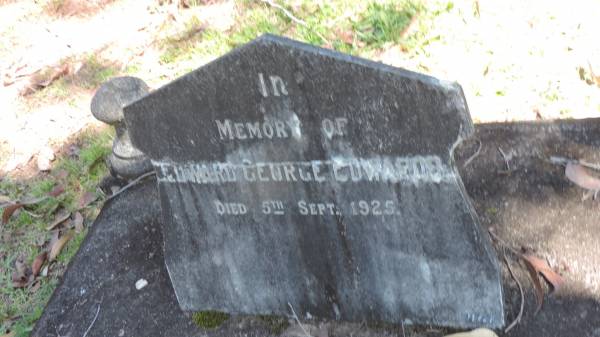 IN
MEMORY OF
EDWARD GEORGE EDWARDS
DIED 5TH SEPT. 1925.